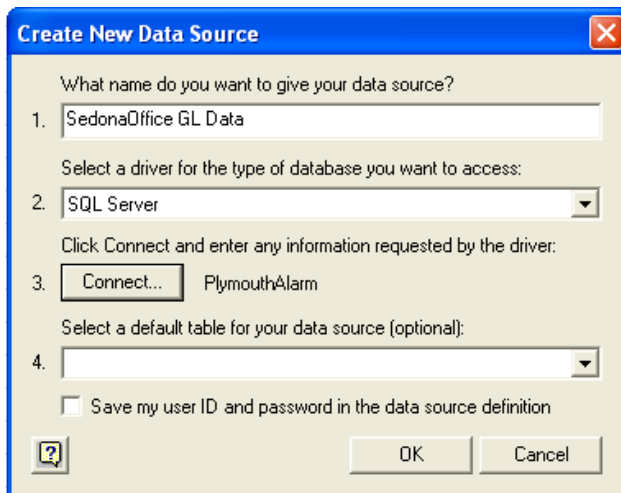 Create New Data Source
What name do you want to give your data source?
1. SedonaOffice GL Data
Select a driver for the type of database you want to access:
2. SQL Server
Click Connect and enter any information requested by the driver:
3. Connect... PlymouthAlarm
Select a default table for your data source (optional):
4.
Save my user ID and password in the data source definition
? OK Cancel